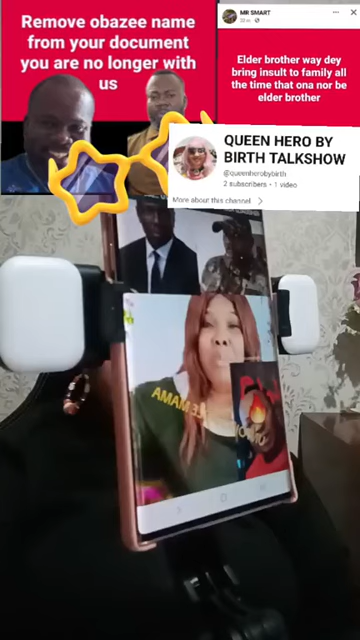 Remove obazee name
from your document
you are no longer with
us
MR SMART
Elder brother way dey
bring insult to family all
the time that ona nor be
elder brother
QUEEN HERO BY
BIRTH TALKSHOW
@queenherobybirth
2 subscribers • 1 video
More about this channel